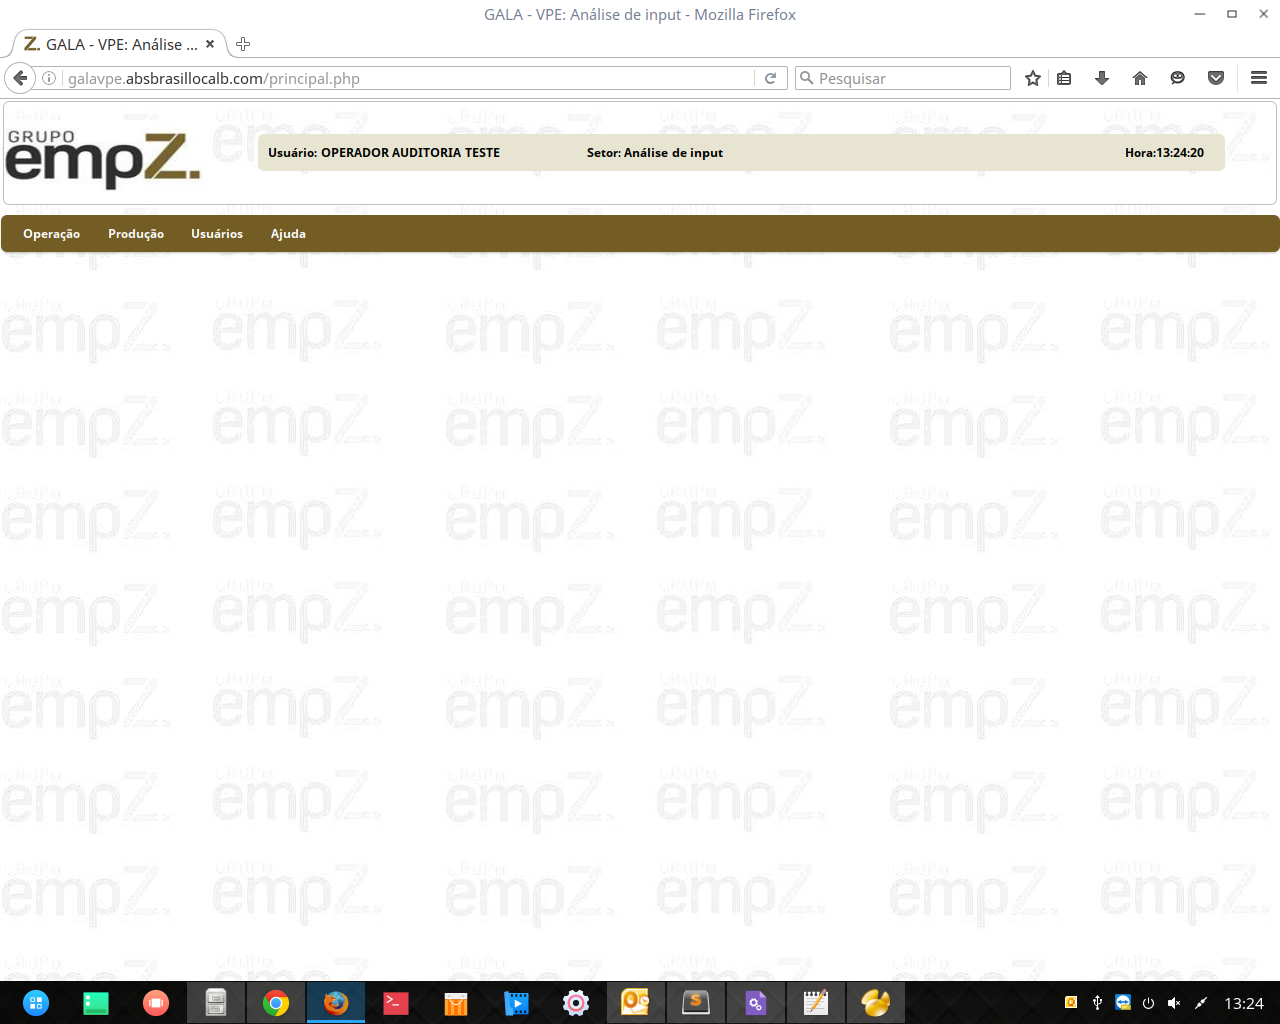 GALA - VPE: Análise de input - Mozilla Firefox
Z. GALA - VPE: Análise ...
galavpe.absbrasillocalb.com/principal.php
Pesquisar
GRUPO
empZ.
Usuário: OPERADOR AUDITORIA TESTE Setor: Análise de input Hora:13:24:20
Operação Produção Usuários Ajuda
13:24